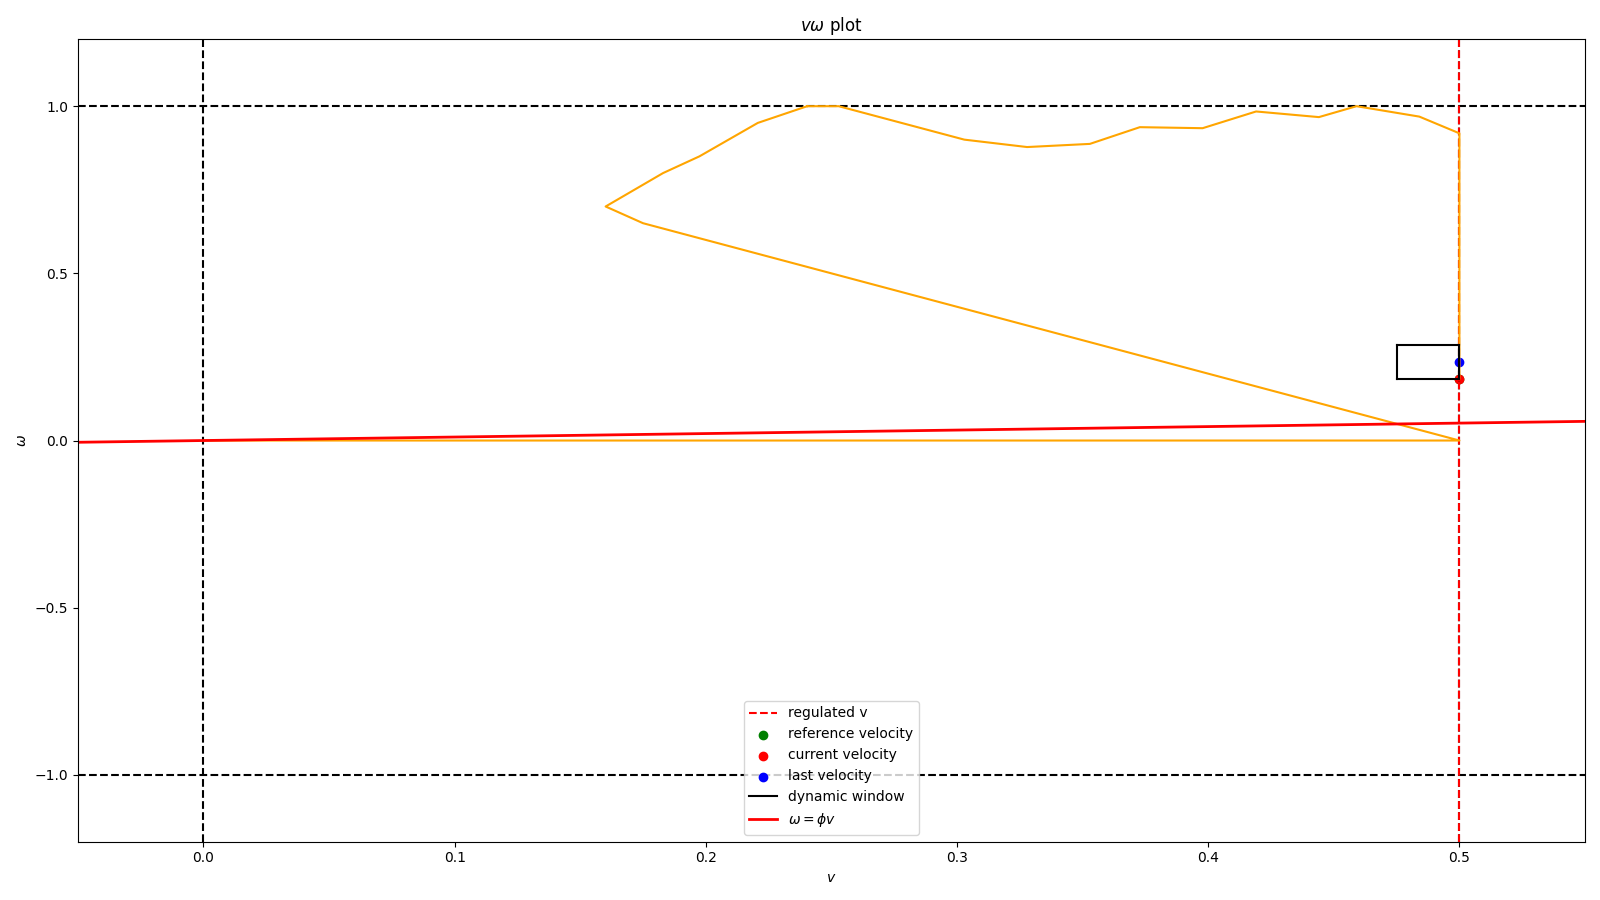 vω plot
1.0
0.5
0.0
−0.5
−1.0
ω
regulated v
reference velocity
current velocity
last velocity
dynamic window
ω = ϕv
0.0 0.1 0.2 0.3 0.4 0.5
v